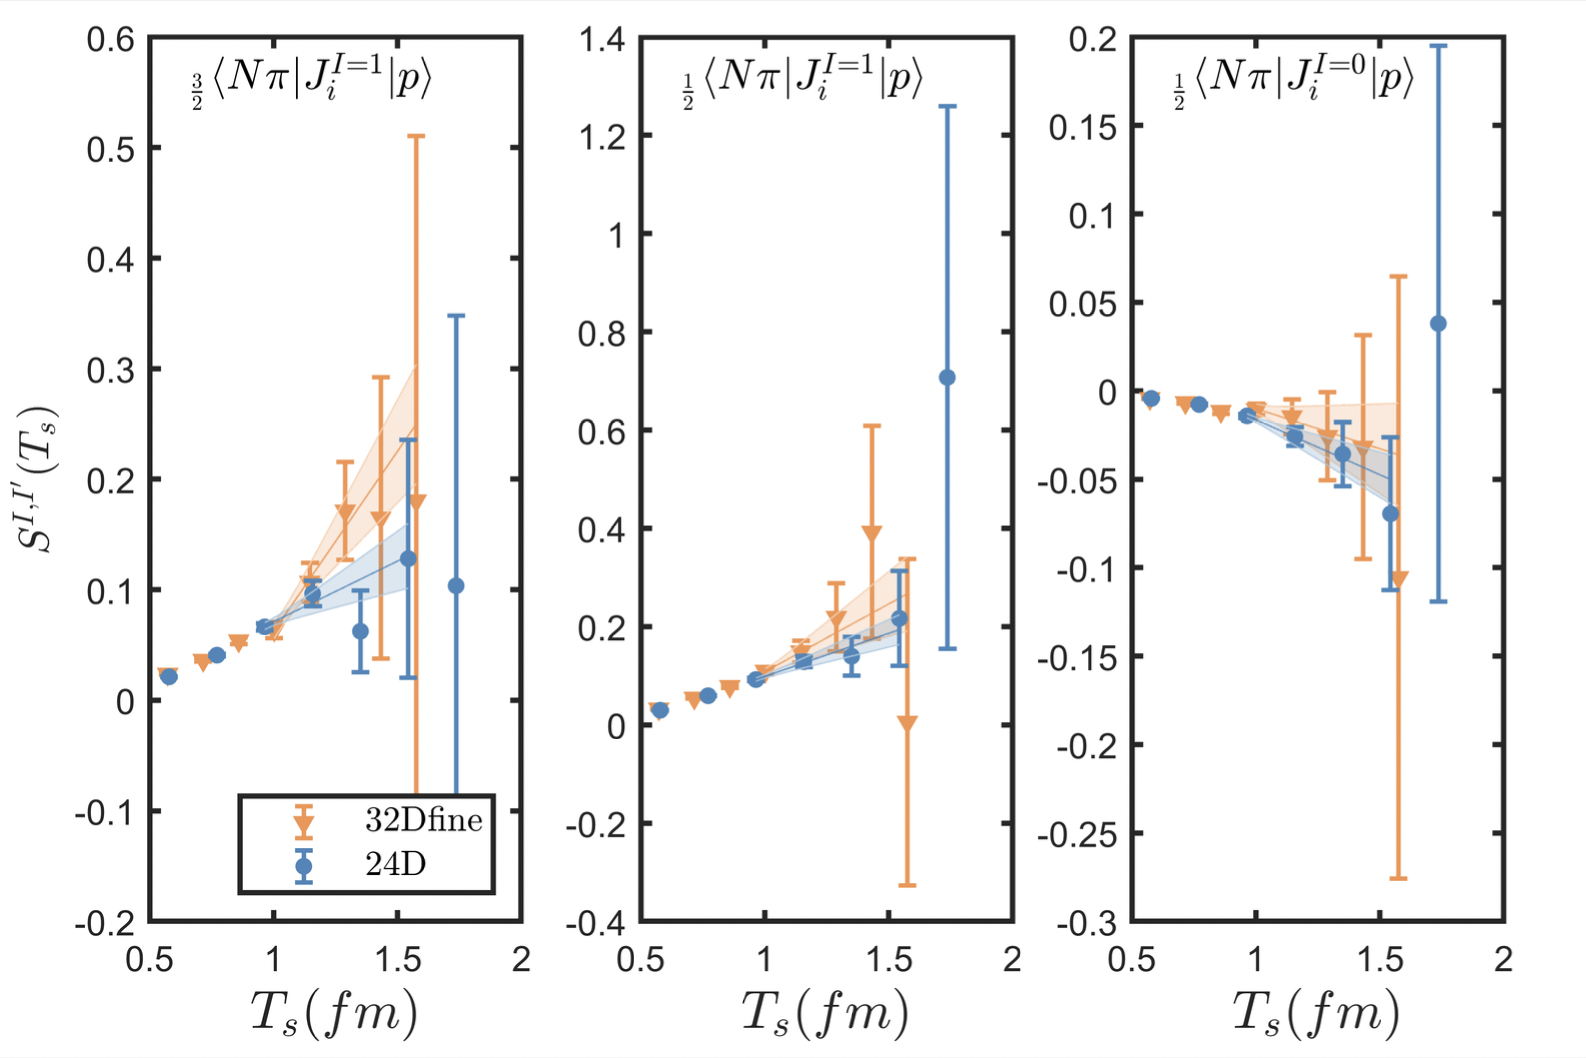 S^{I,I'}(T_s)
0.6
0.5
0.4
0.3
0.2
0.1
0
-0.1
-0.2
\frac{3}{2}⟨Nπ|J_i^{I=1}|p⟩
32Dfine
24D
0.5 1 1.5 2
T_s(fm)
1.4
1.2
1
0.8
0.6
0.4
0.2
0
-0.2
-0.4
\frac{1}{2}⟨Nπ|J_i^{I=1}|p⟩
0.5 1 1.5 2
T_s(fm)
0.2
0.15
0.1
0.05
0
-0.05
-0.1
-0.15
-0.2
-0.25
-0.3
\frac{1}{2}⟨Nπ|J_i^{I=0}|p⟩
0.5 1 1.5 2
T_s(fm)